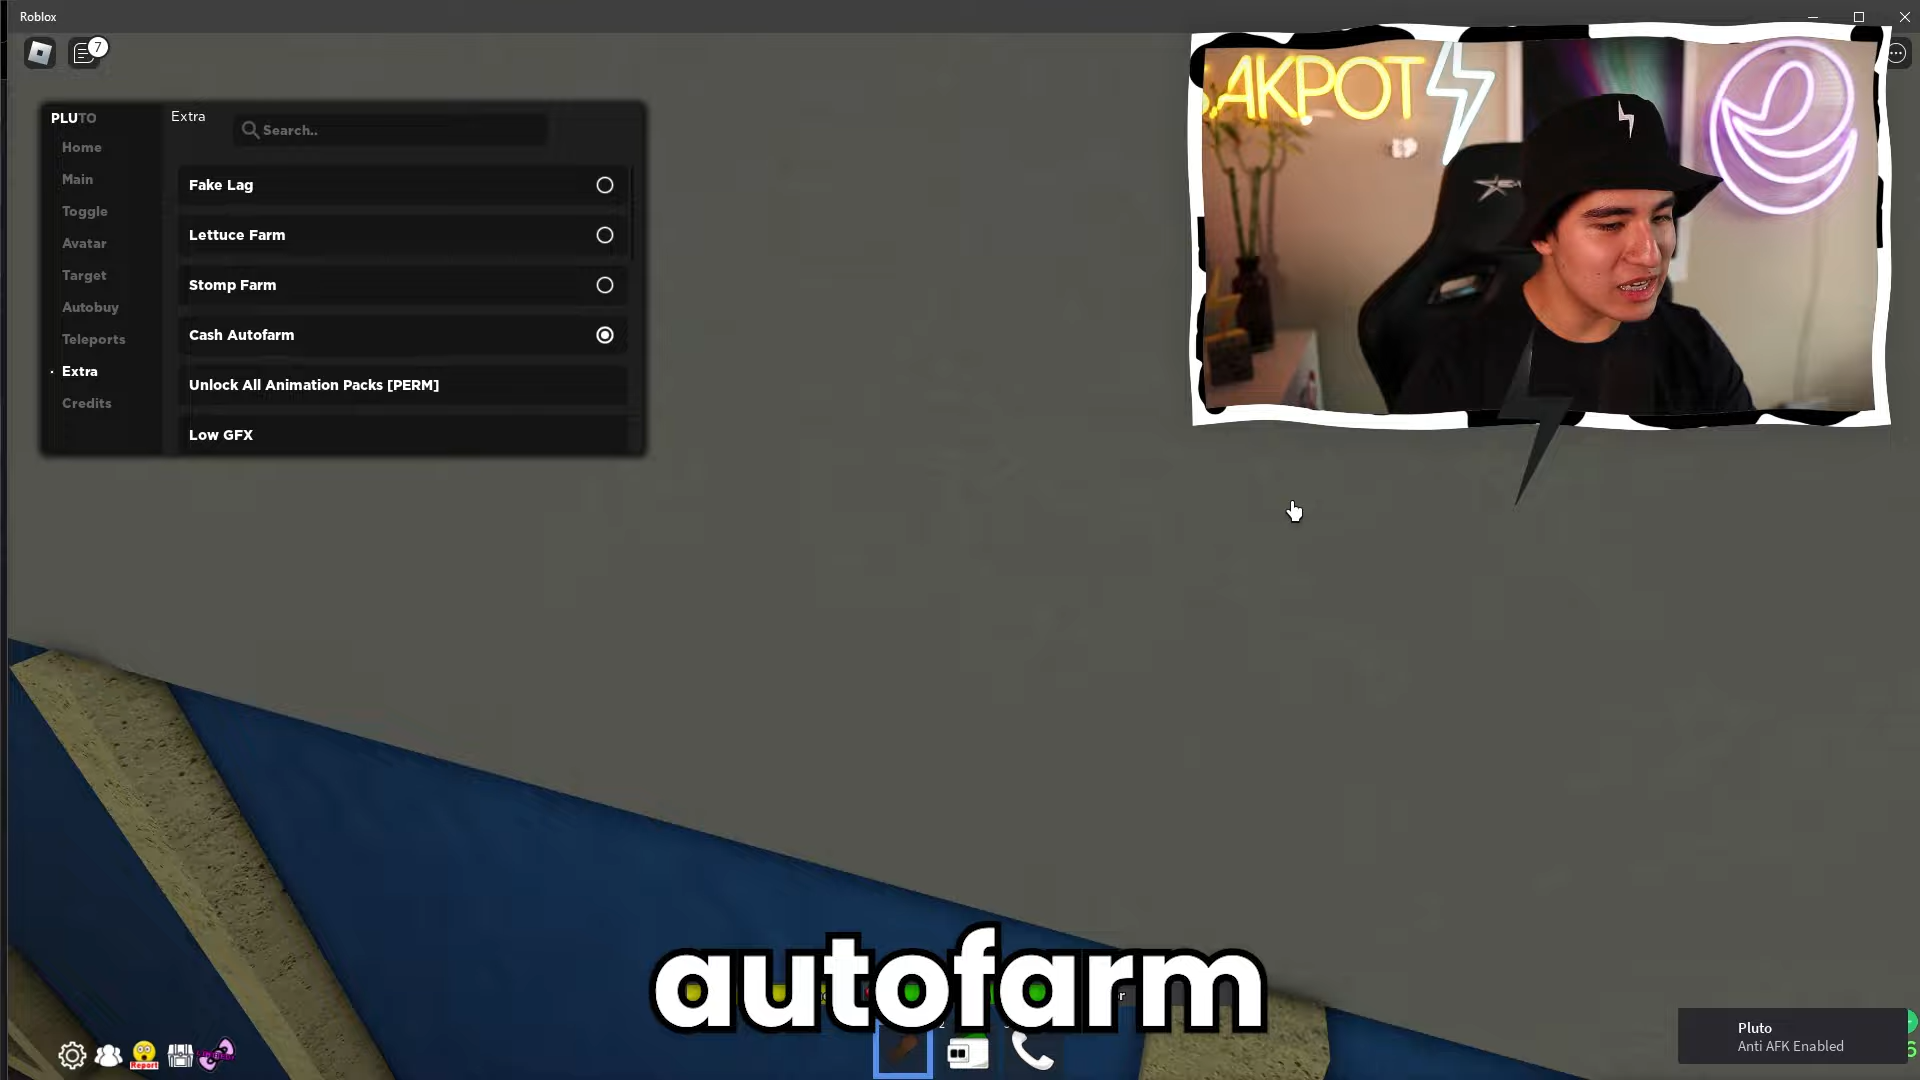 Roblox
7
PLUTO
Extra
Search..
Home
Main
Toggle
Avatar
Target
Autobuy
Teleports
Extra
Credits
Fake Lag
Lettuce Farm
Stomp Farm
Cash Autofarm
Unlock All Animation Packs [PERM]
Low GFX
AKPOT
autofarm
Report
Pluto
Anti AFK Enabled